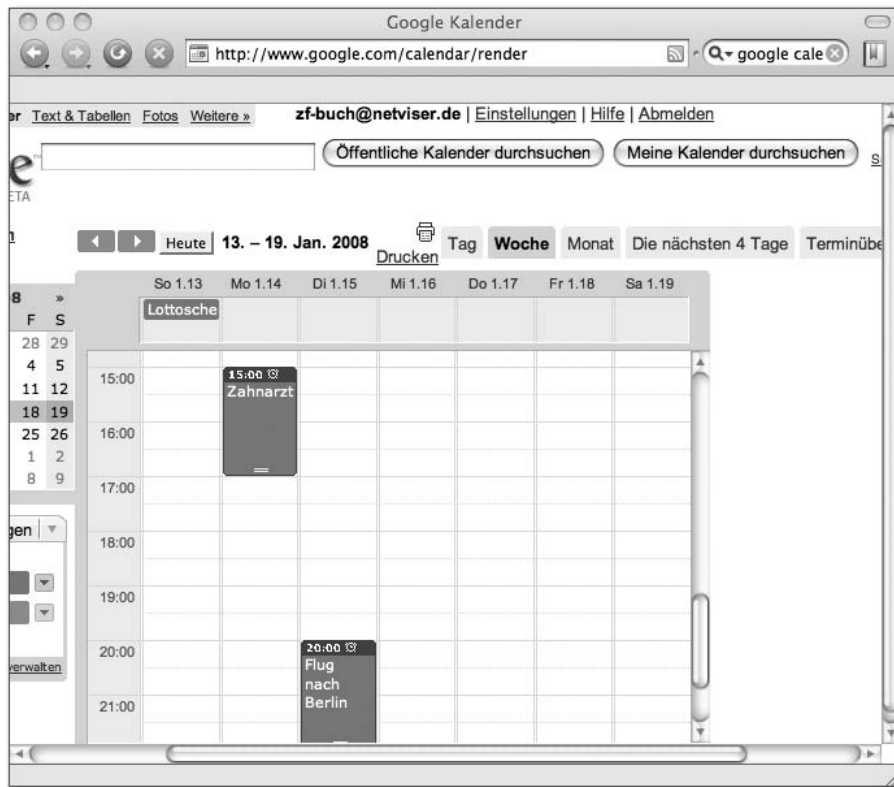 Google Kalender
http://www.google.com/calendar/render
google cale
er Text & Tabellen Fotos Weitere » zf-buch@netviser.de | Einstellungen | Hilfe | Abmelden
e™ Öffentliche Kalender durchsuchen Meine Kalender durchsuchen S
ETA
Heute 13. – 19. Jan. 2008 Drucken Tag Woche Monat Die nächsten 4 Tage Terminübe
So 1.13 Mo 1.14 Di 1.15 Mi 1.16 Do 1.17 Fr 1.18 Sa 1.19
Lottosche
8 »
F S
28 29
4 5
11 12
18 19
25 26
1 2
8 9
gen
verwalten
15:00
16:00
17:00
18:00
19:00
20:00
21:00
15:00
Zahnarzt
20:00
Flug
nach
Berlin